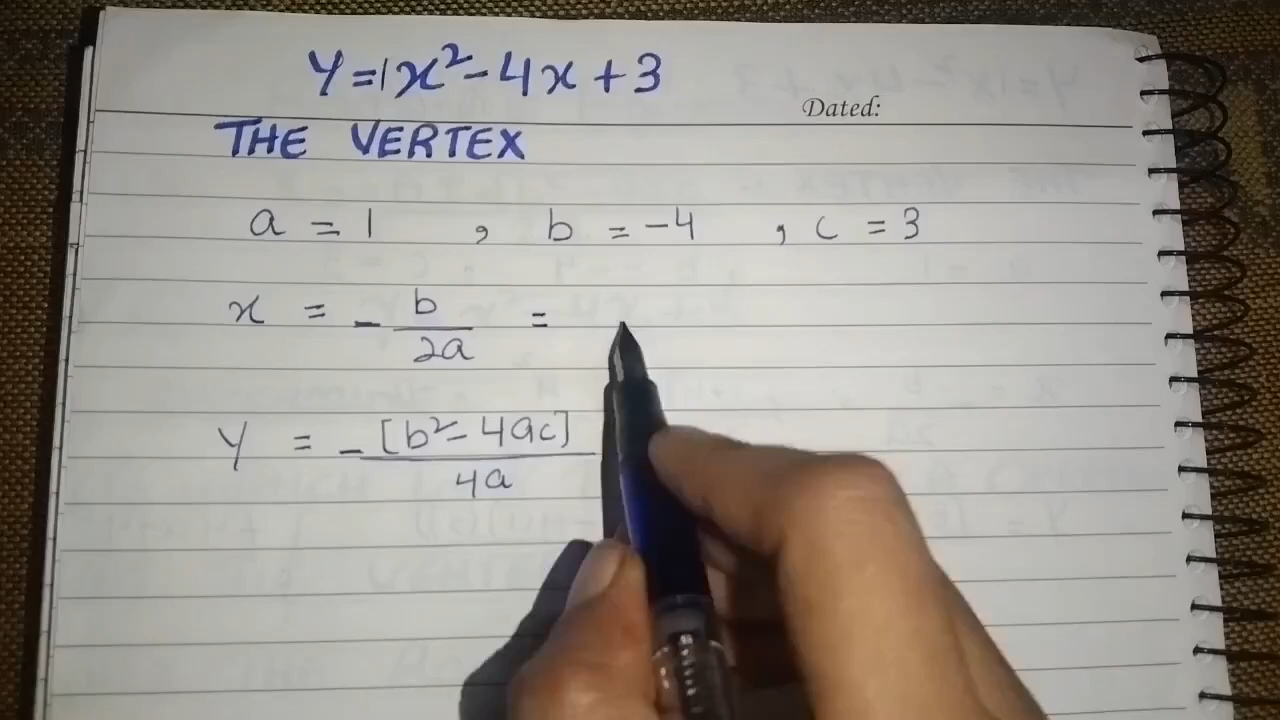 Y=1x²-4x+3
Dated:
THE VERTEX
a = 1 , b = -4 , c = 3
x = - b/2a =
Y = - [b²-4ac]/4a